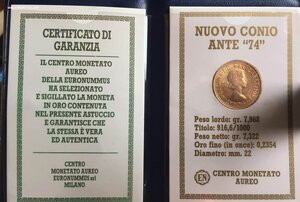 CERTIFICATO DI
GARANZIA
IL CENTRO MONETATO
AUREO
DELLA EURONUMMUS
HA SELEZIONATO
E SIGILLATO LA MONETA
IN ORO CONTENUTA
NEL PRESENTE ASTUCCIO
E GARANTISCE CHE
LA STESSA È VERA
ED AUTENTICA
CENTRO
MONETATO AUREO
EURONUMMUS srl
MILANO
NUOVO CONIO
ANTE "74"
Peso lordo: gr. 7,988
Titolo: 916,6/1000
Peso netto: gr. 7,322
Oro fino (in once): 0,2354
Diametro: mm. 22
EN
CENTRO MONETATO
AUREO